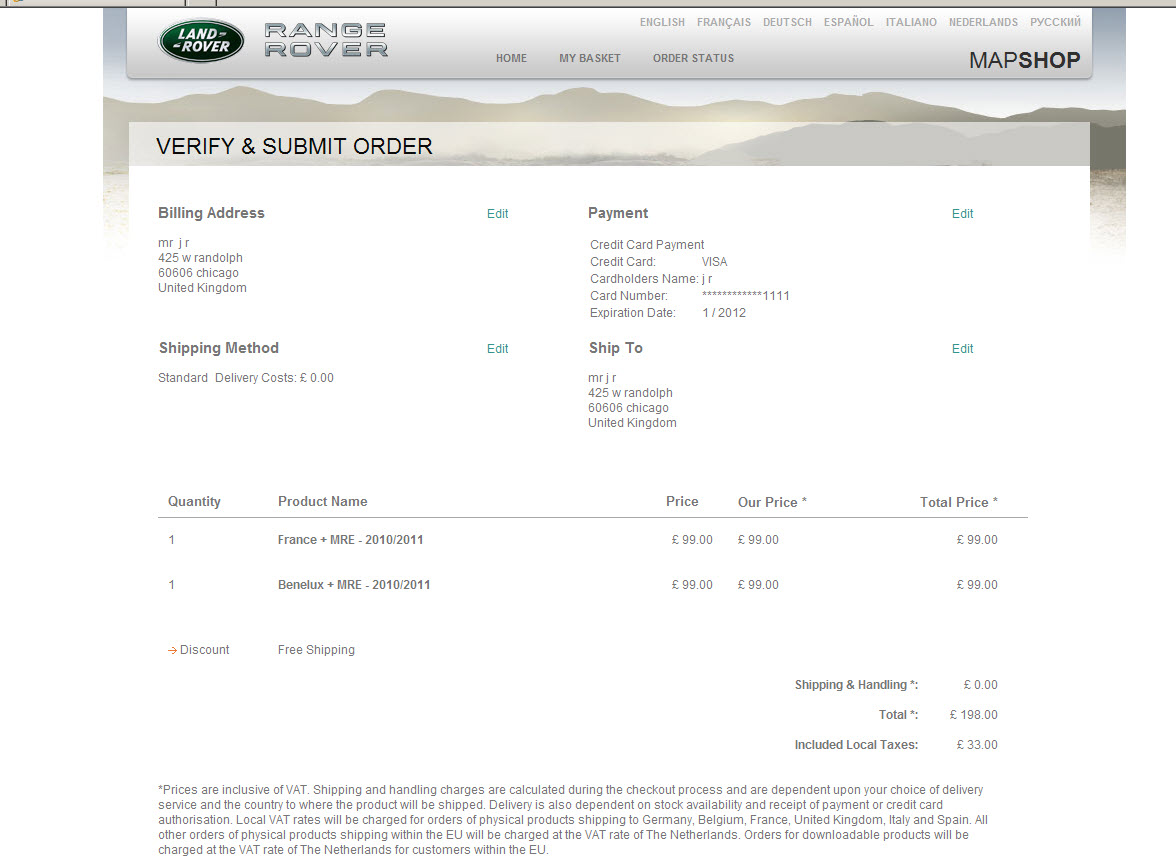 LAND-
-ROVER
RANGE
ROVER
ENGLISH FRANÇAIS DEUTSCH ESPAÑOL ITALIANO NEDERLANDS РУССКИЙ
HOME MY BASKET ORDER STATUS
MAPSHOP
VERIFY & SUBMIT ORDER
Billing Address Edit
mr j r
425 w randolph
60606 chicago
United Kingdom
Payment Edit
Credit Card Payment
Credit Card: VISA
Cardholders Name: j r
Card Number: ************1111
Expiration Date: 1 / 2012
Shipping Method Edit
Standard Delivery Costs: £ 0.00
Ship To Edit
mr j r
425 w randolph
60606 chicago
United Kingdom
Quantity Product Name Price Our Price * Total Price *
1 France + MRE - 2010/2011 £ 99.00 £ 99.00 £ 99.00
1 Benelux + MRE - 2010/2011 £ 99.00 £ 99.00 £ 99.00
Discount Free Shipping
Shipping & Handling *: £ 0.00
Total *: £ 198.00
Included Local Taxes: £ 33.00
*Prices are inclusive of VAT. Shipping and handling charges are calculated during the checkout process and are dependent upon your choice of delivery
service and the country to where the product will be shipped. Delivery is also dependent on stock availability and receipt of payment or credit card
authorisation. Local VAT rates will be charged for orders of physical products shipping to Germany, Belgium, France, United Kingdom, Italy and Spain. All
other orders of physical products shipping within the EU will be charged at the VAT rate of The Netherlands. Orders for downloadable products will be
charged at the VAT rate of The Netherlands for customers within the EU.